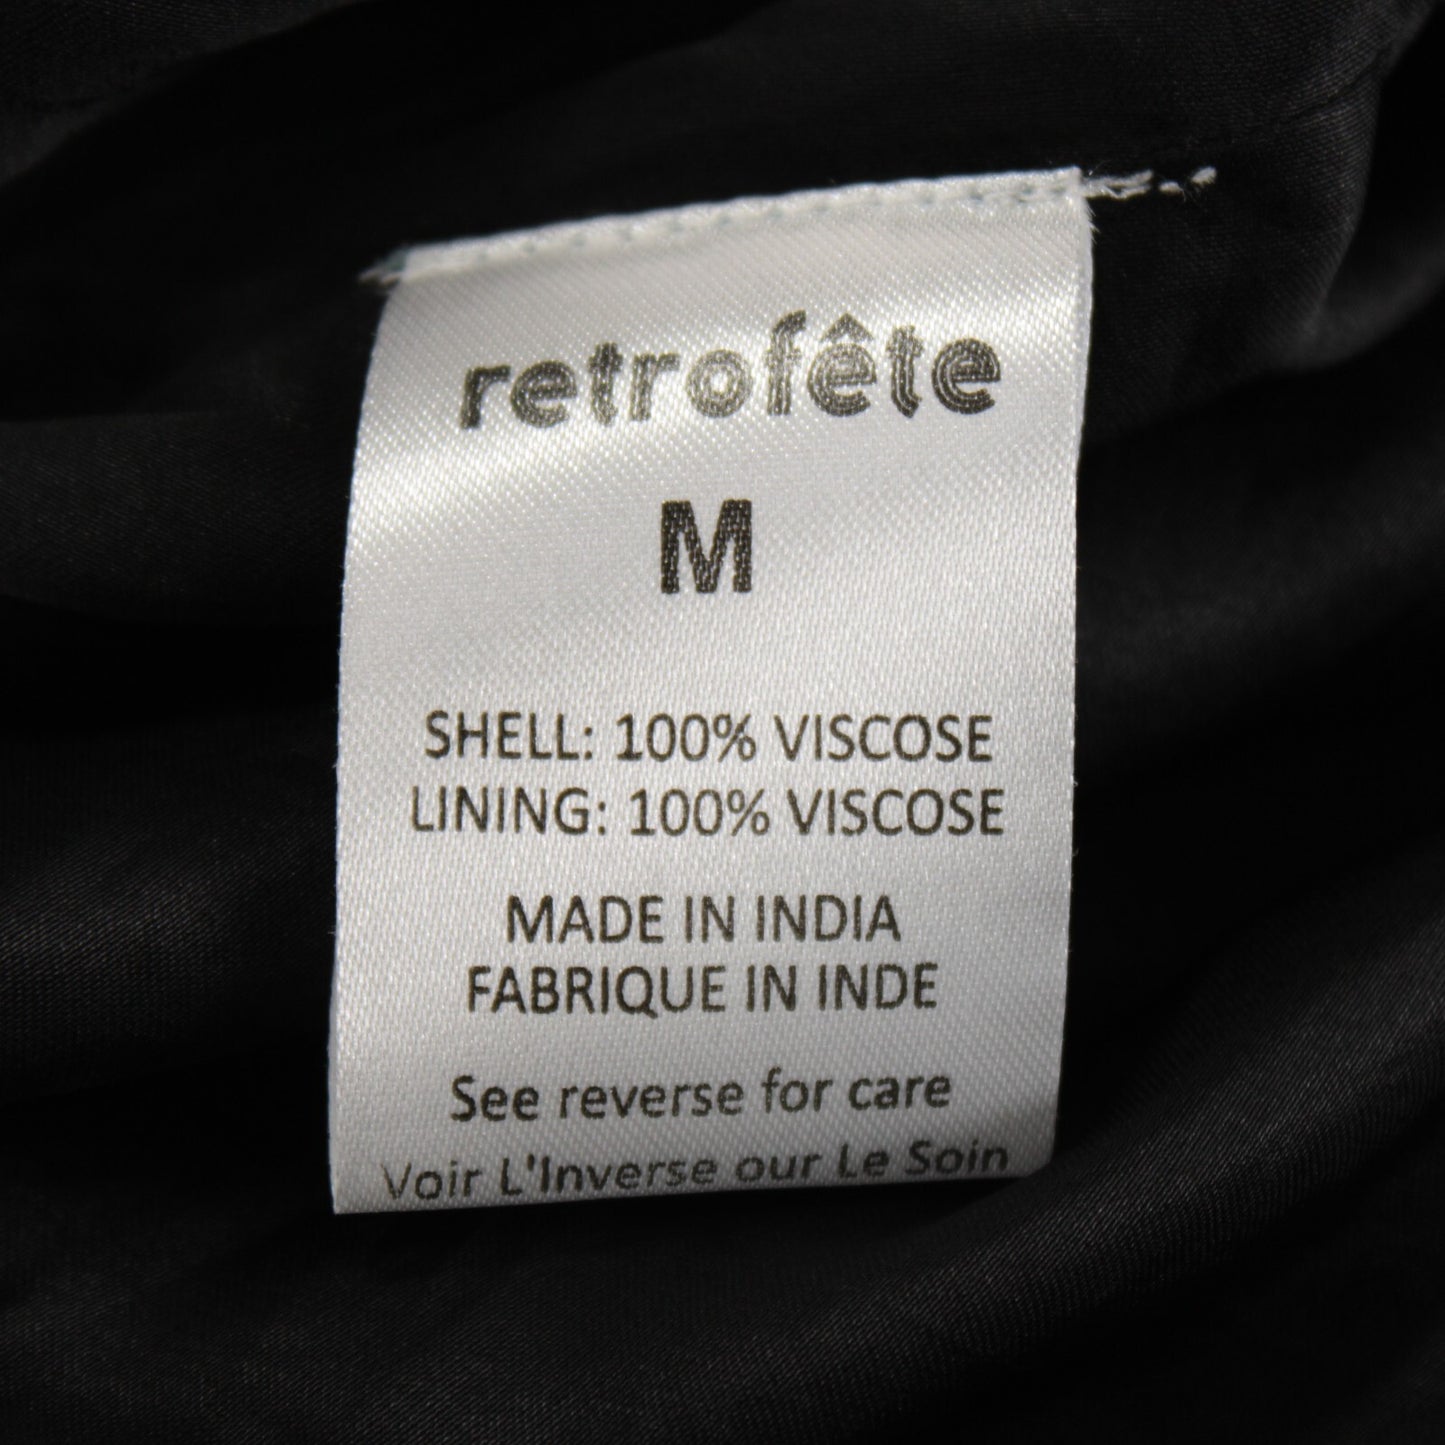 retrofête
M
SHELL: 100% VISCOSE
LINING: 100% VISCOSE
MADE IN INDIA
FABRIQUE IN INDE
See reverse for care
Voir L'Inverse our Le Soin